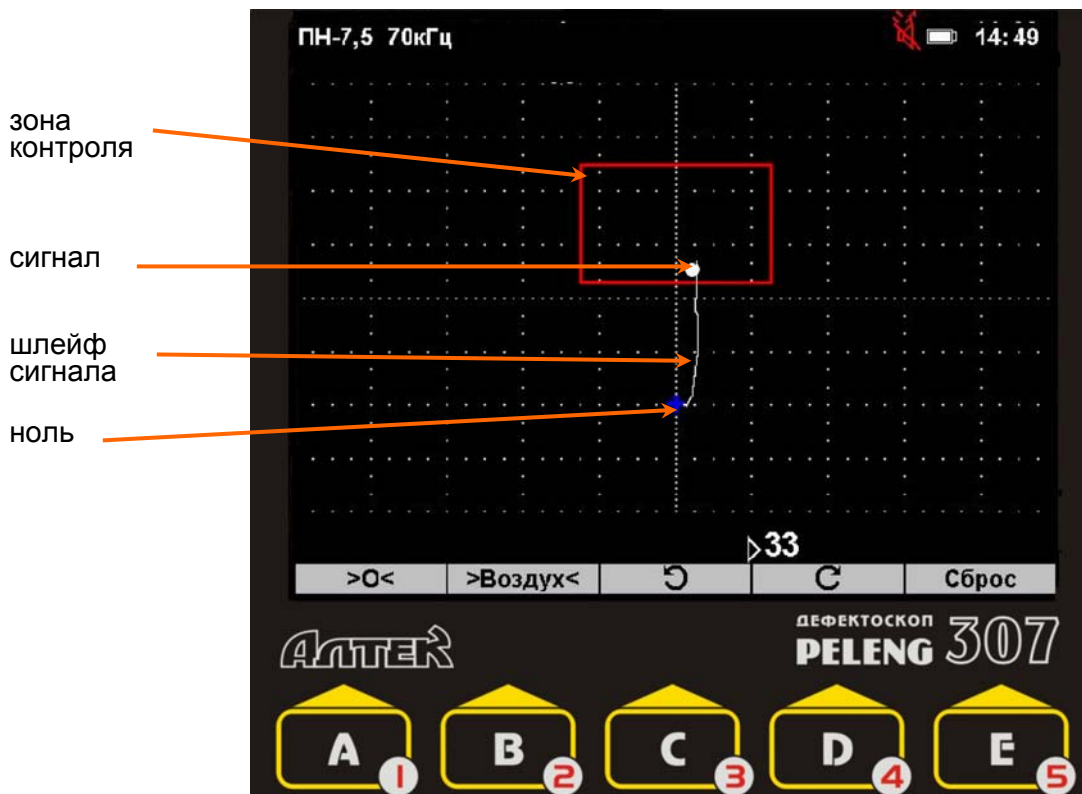 ПН-7,5 70кГц
14:49
зона
контроля
сигнал
шлейф
сигнала
ноль
33
>О<
>Воздух<
Сброс
Алтек
ДЕФЕКТОСКОП
PELENG 307
A 1
B 2
C 3
D 4
E 5